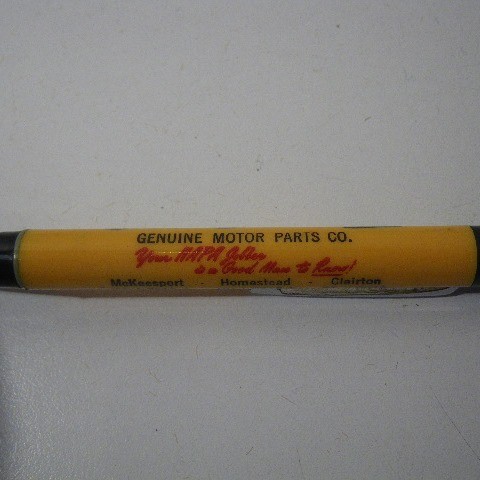 GENUINE MOTOR PARTS CO.
Your NAPA Jobber
is a Good Man to Know!
McKeesport - Homestead - Clairton